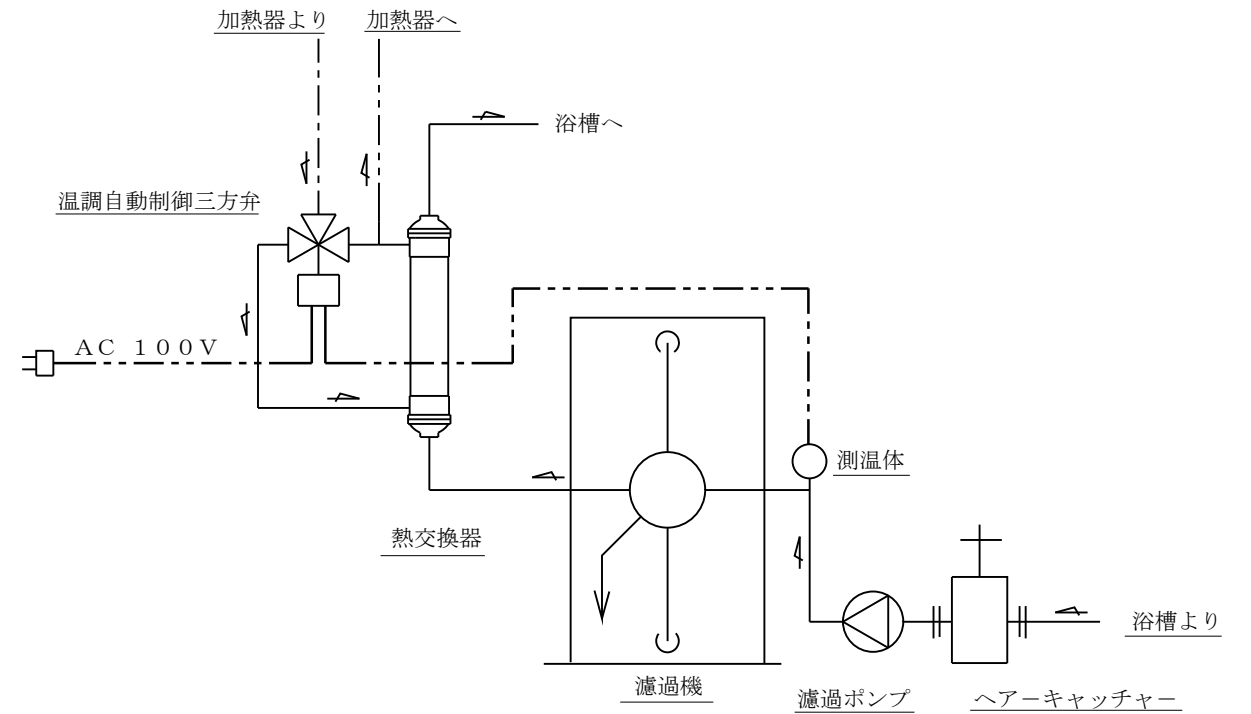 加熱器より
加熱器へ
浴槽へ
温調自動制御三方弁
ＡＣ １００Ｖ
測温体
熱交換器
浴槽より
濾過機
濾過ポンプ
ヘアーキャッチャー